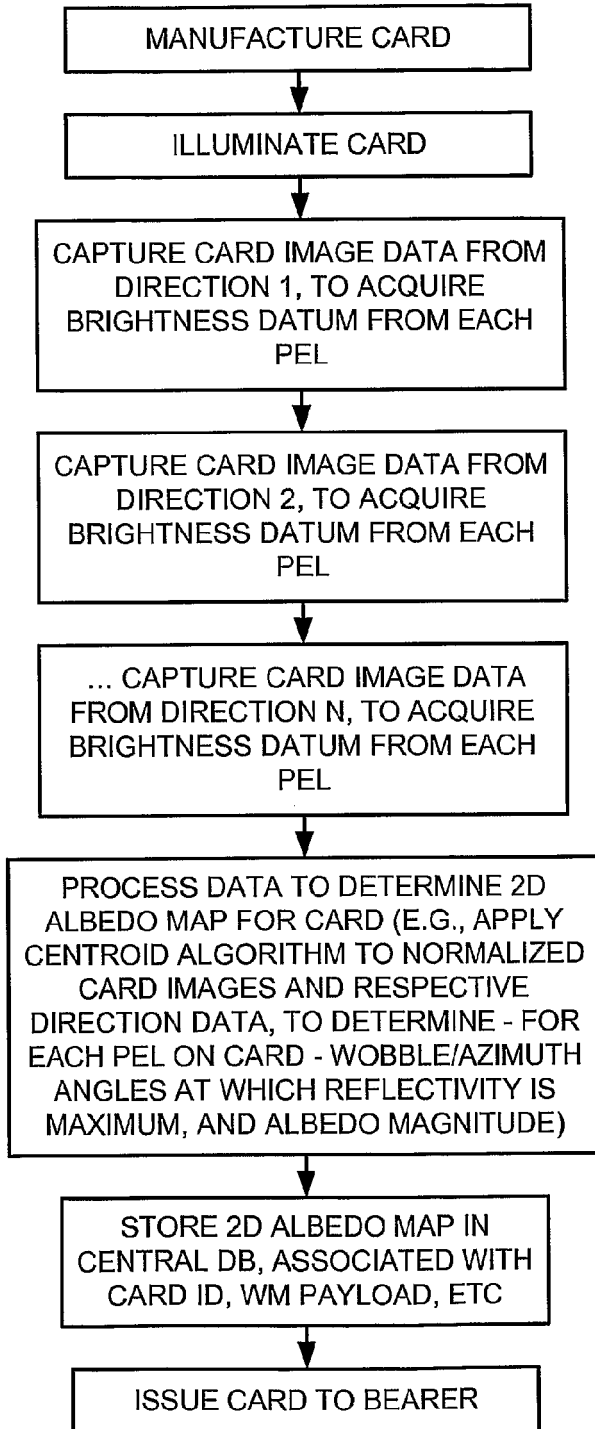 MANUFACTURE CARD
ILLUMINATE CARD
CAPTURE CARD IMAGE DATA FROM
DIRECTION 1, TO ACQUIRE
BRIGHTNESS DATUM FROM EACH
PEL
CAPTURE CARD IMAGE DATA FROM
DIRECTION 2, TO ACQUIRE
BRIGHTNESS DATUM FROM EACH
PEL
... CAPTURE CARD IMAGE DATA
FROM DIRECTION N, TO ACQUIRE
BRIGHTNESS DATUM FROM EACH
PEL
PROCESS DATA TO DETERMINE 2D
ALBEDO MAP FOR CARD (E.G., APPLY
CENTROID ALGORITHM TO NORMALIZED
CARD IMAGES AND RESPECTIVE
DIRECTION DATA, TO DETERMINE - FOR
EACH PEL ON CARD - WOBBLE/AZIMUTH
ANGLES AT WHICH REFLECTIVITY IS
MAXIMUM, AND ALBEDO MAGNITUDE)
STORE 2D ALBEDO MAP IN
CENTRAL DB, ASSOCIATED WITH
CARD ID, WM PAYLOAD, ETC
ISSUE CARD TO BEARER